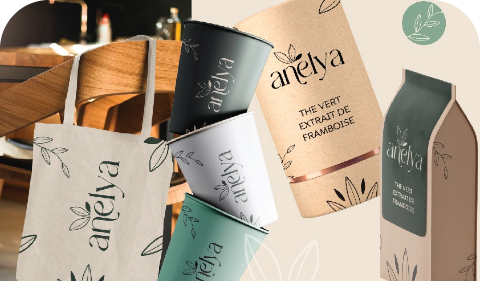 anelya
anelya
anelya
anelya
anelya
THE VERT
EXTRAIT DE
FRAMBOISE
anelya
THE VERT
EXTRAIT DE
FRAMBOISE